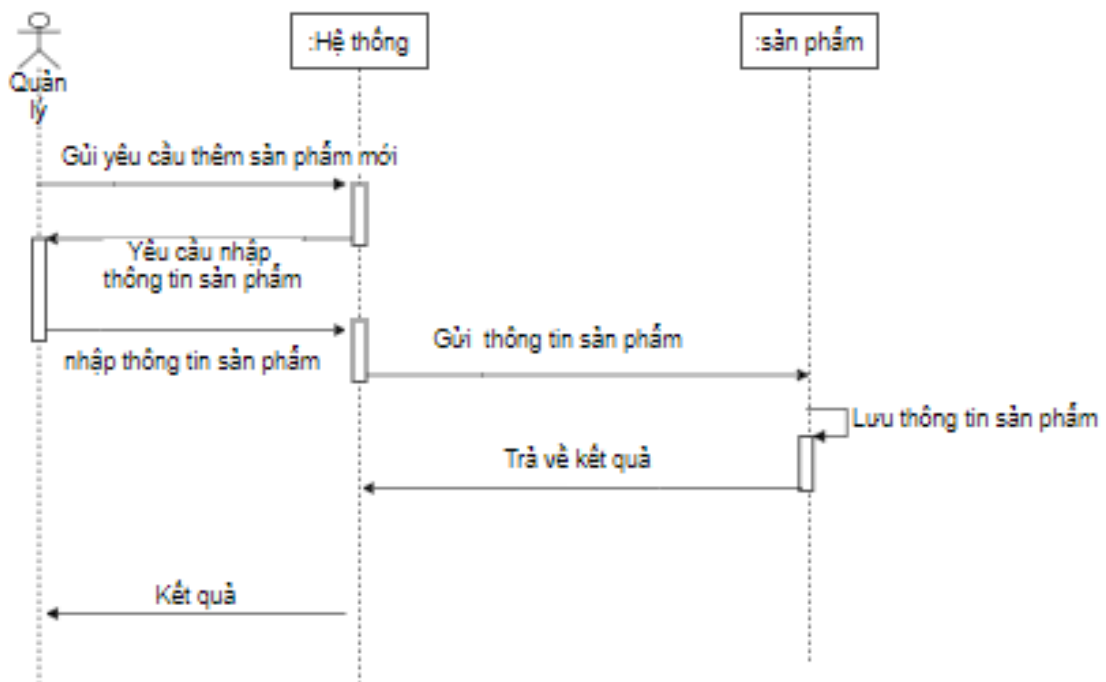 :Hệ thống
:sản phẩm
Quản
lý
Gủi yêu cầu thêm sản phẩm mới
Yêu cầu nhập
thông tin sản phẩm
nhập thông tin sản phẩm
Gửi thông tin sản phẩm
Lưu thông tin sản phẩm
Trả về kết quả
Kết quả